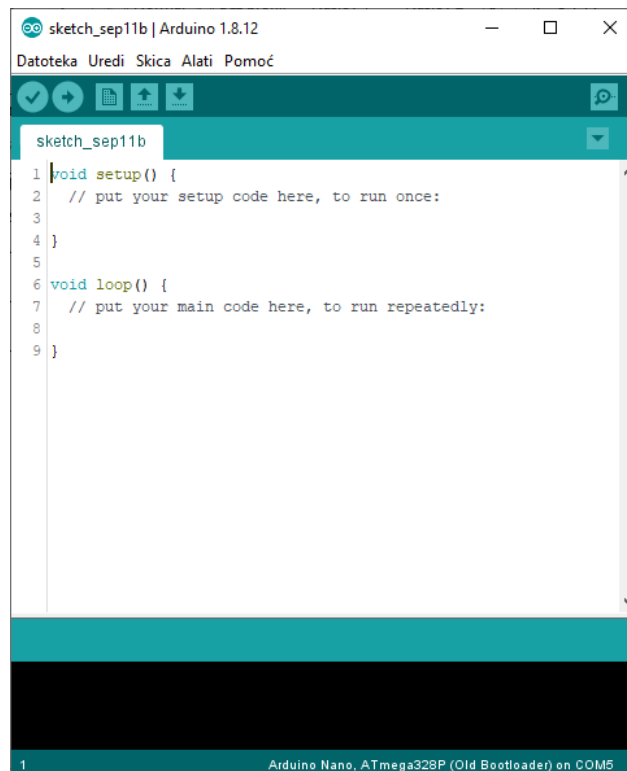 sketch_sep11b | Arduino 1.8.12
Datoteka Uredi Skica Alati Pomoć
sketch_sep11b
1 void setup() {
2 // put your setup code here, to run once:
3
4 }
5
6 void loop() {
7 // put your main code here, to run repeatedly:
8
9 }
1 Arduino Nano, ATmega328P (Old Bootloader) on COM5